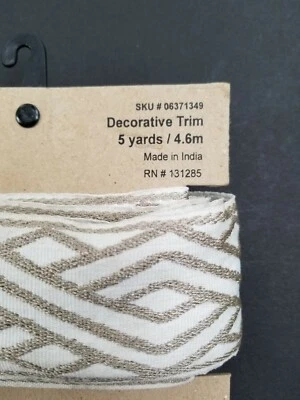 SKU # 06371349
Decorative Trim
5 yards / 4.6m
Made in India
RN # 131285